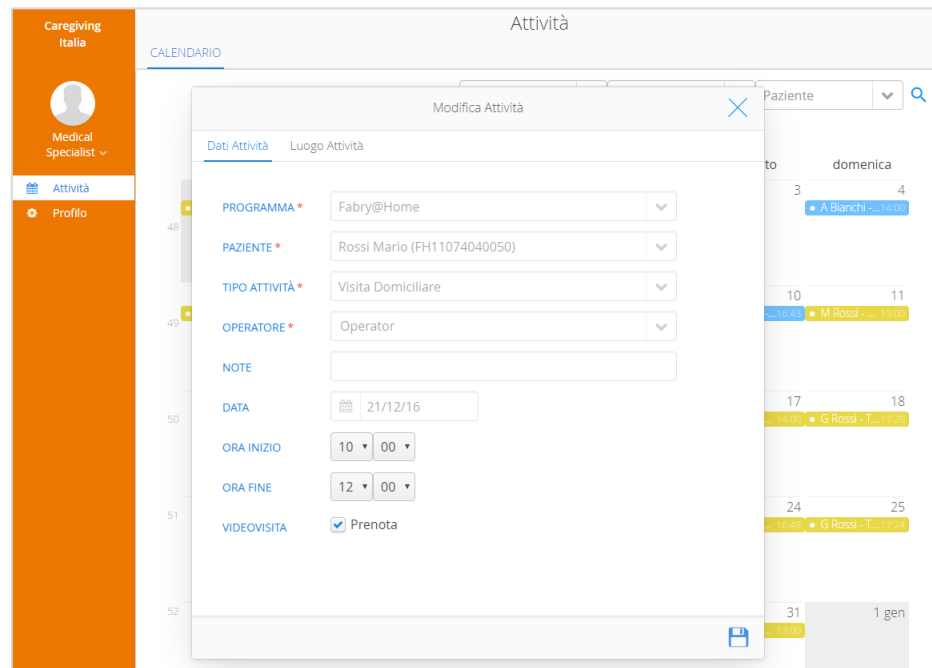 Caregiving
Italia
Attività
CALENDARIO
Medical
Specialist
Attività
Profilo
Paziente
Modifica Attività
Dati Attività Luogo Attività
PROGRAMMA * Fabry@Home
PAZIENTE * Rossi Mario (FH11074040050)
TIPO ATTIVITÀ * Visita Domiciliare
OPERATORE * Operator
NOTE
DATA 21/12/16
ORA INIZIO 10 00
ORA FINE 12 00
VIDEOVISITA Prenota
to domenica
48 3 4
A Bianchi -... 14:00
49 10 11
-... 16:43 M Rossi - ... 13:00
50 17 18
... 14:00 G Rossi - T... 17:20
51 24 25
... 16:48 G Rossi - T... 17:24
52 31 1 gen
... 13:00